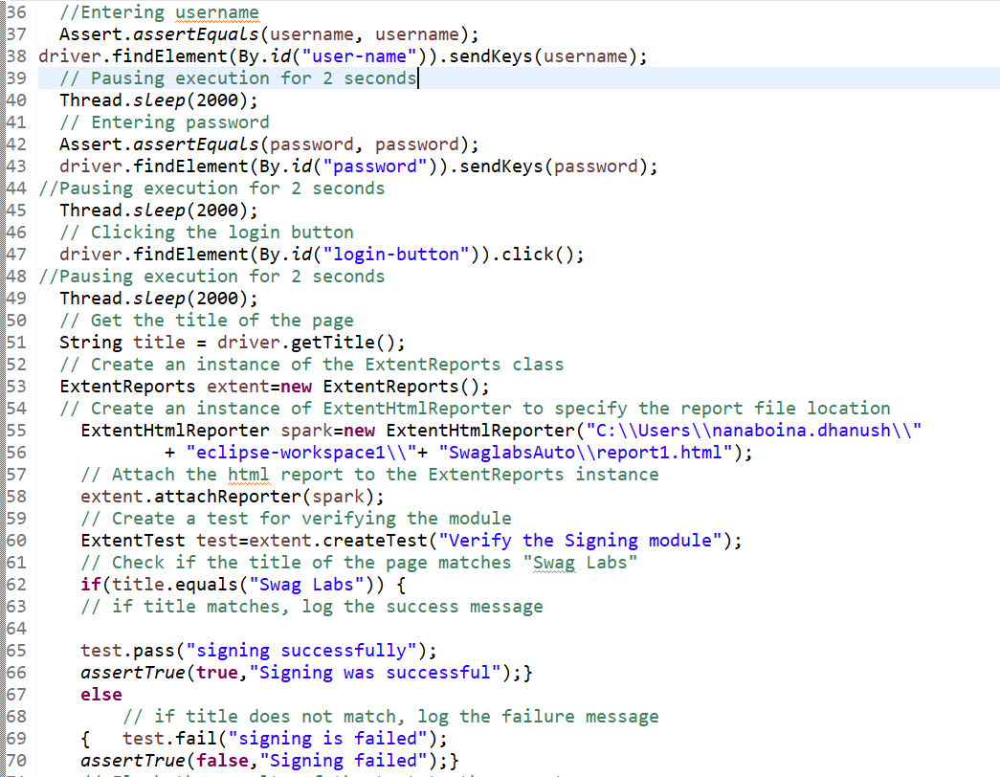 36 //Entering username
37 Assert.assertEquals(username, username);
38 driver.findElement(By.id("user-name")).sendKeys(username);
39 // Pausing execution for 2 seconds
40 Thread.sleep(2000);
41 // Entering password
42 Assert.assertEquals(password, password);
43 driver.findElement(By.id("password")).sendKeys(password);
44 //Pausing execution for 2 seconds
45 Thread.sleep(2000);
46 // Clicking the login button
47 driver.findElement(By.id("login-button")).click();
48 //Pausing execution for 2 seconds
49 Thread.sleep(2000);
50 // Get the title of the page
51 String title = driver.getTitle();
52 // Create an instance of the ExtentReports class
53 ExtentReports extent=new ExtentReports();
54 // Create an instance of ExtentHtmlReporter to specify the report file location
55 ExtentHtmlReporter spark=new ExtentHtmlReporter("C:\\Users\\nanaboina.dhanush\\"
56 + "eclipse-workspace1\\"+ "SwaglabsAuto\\report1.html");
57 // Attach the html report to the ExtentReports instance
58 extent.attachReporter(spark);
59 // Create a test for verifying the module
60 ExtentTest test=extent.createTest("Verify the Signing module");
61 // Check if the title of the page matches "Swag Labs"
62 if(title.equals("Swag Labs")) {
63 // if title matches, log the success message
64
65 test.pass("signing successfully");
66 assertTrue(true,"Signing was successful");}
67 else
68 // if title does not match, log the failure message
69 { test.fail("signing is failed");
70 assertTrue(false,"Signing failed");}